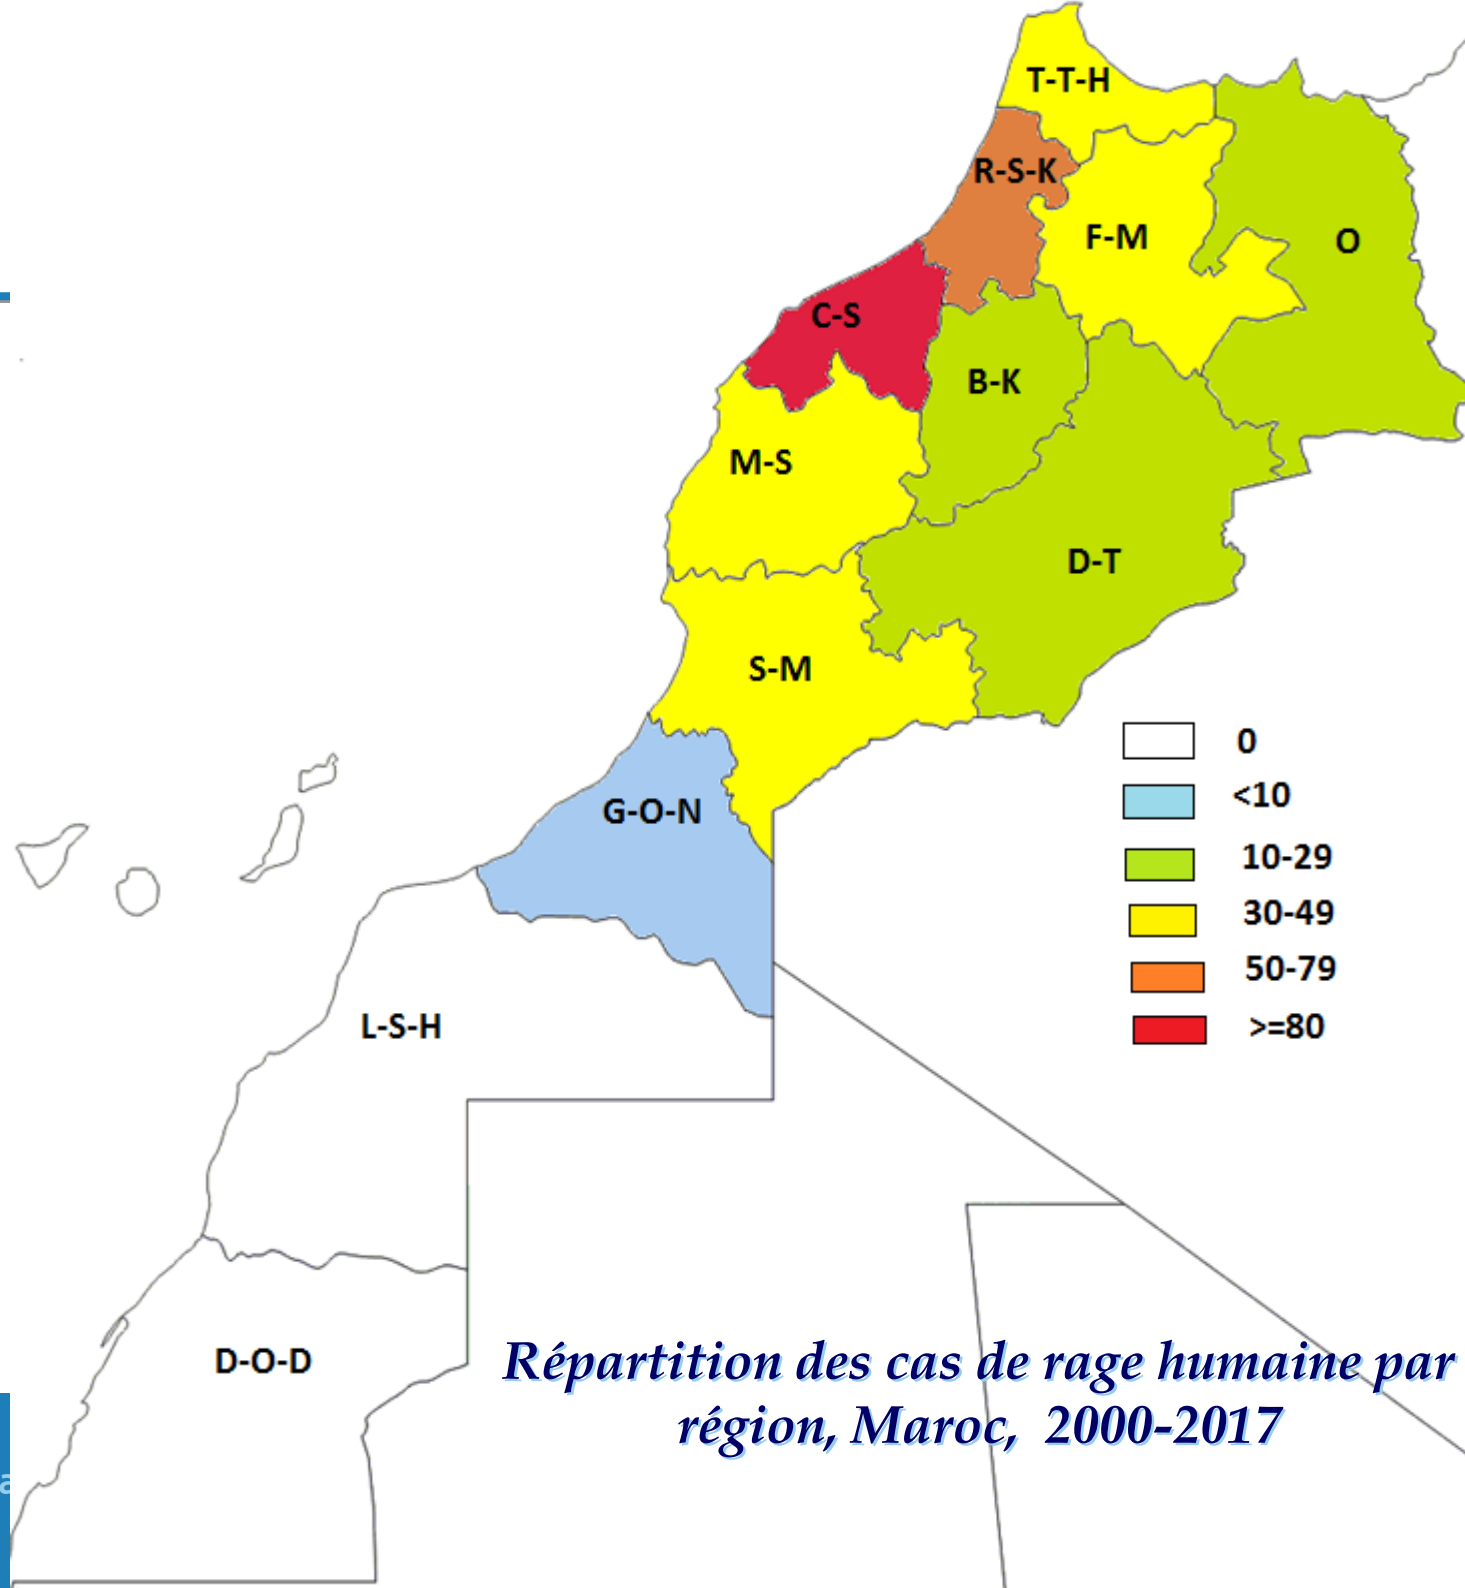 T-T-H
R-S-K
F-M
O
C-S
B-K
M-S
D-T
S-M
0
<10
G-O-N
10-29
30-49
50-79
L-S-H
>=80
D-O-D
Répartition des cas de rage humaine par
région, Maroc, 2000-2017
a